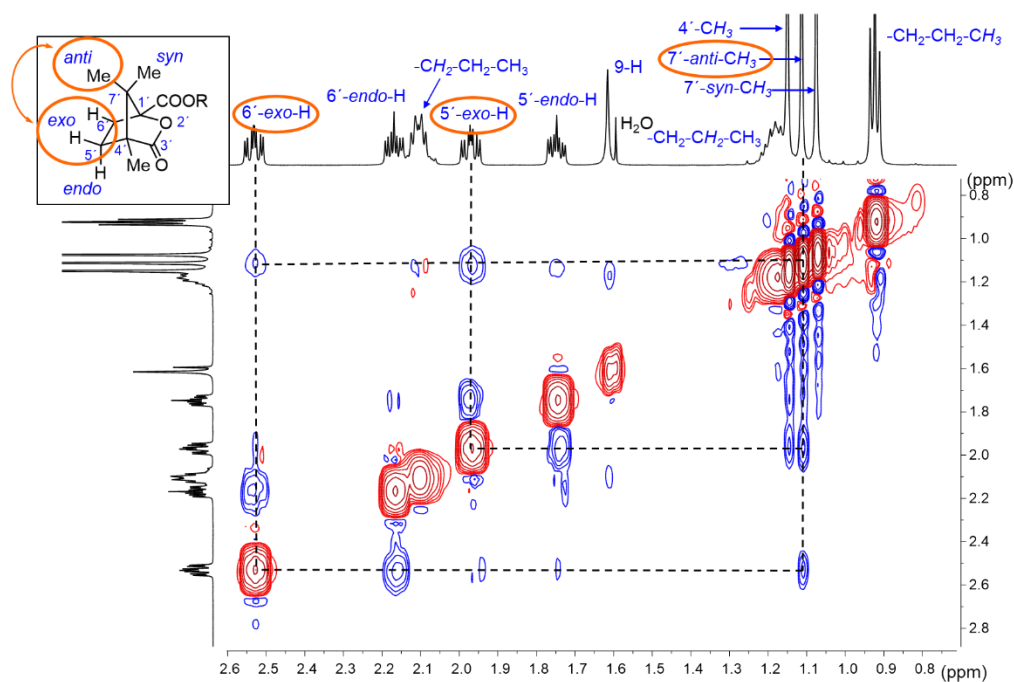 anti
syn
Me
Me
7´
1´
COOR
exo
H
6´
O
2´
H
3´
5´
4´
H
Me
O
H
endo
6´-exo-H
6´-endo-H
-CH2-CH2-CH3
5´-exo-H
5´-endo-H
9-H
H2O
-CH2-CH2-CH3
4´-CH3
7´-anti-CH3
7´-syn-CH3
-CH2-CH2-CH3
(ppm)
0.8
1.0
1.2
1.4
1.6
1.8
2.0
2.2
2.4
2.6
2.8
2.6 2.5 2.4 2.3 2.2 2.1 2.0 1.9 1.8 1.7 1.6 1.5 1.4 1.3 1.2 1.1 1.0 0.9 0.8 (ppm)